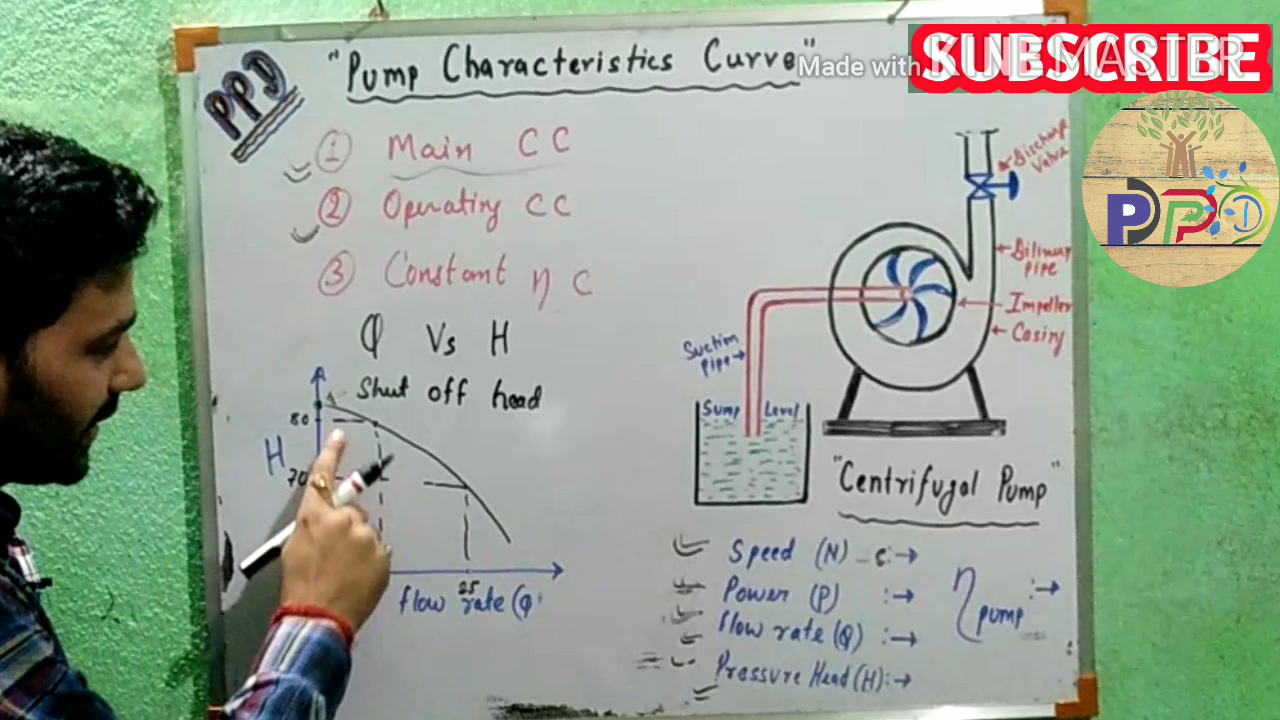 PPD
"Pump Characteristics Curve"
Made with KINEMASTER
SUBSCRIBE
PPD
① Main CC
② Operating CC
③ Constant η C
Q Vs H
Shut off head
80
H
70
25
flow rate (Q)
Discharge
Valve
Impeller
Casing
pipe
Suction
pipe
Sump Level
"Centrifugal Pump"
Speed (N) - C :→
Power (P) :→
flow rate (Q) :→
Pressure Head (H) :→
η pump :→